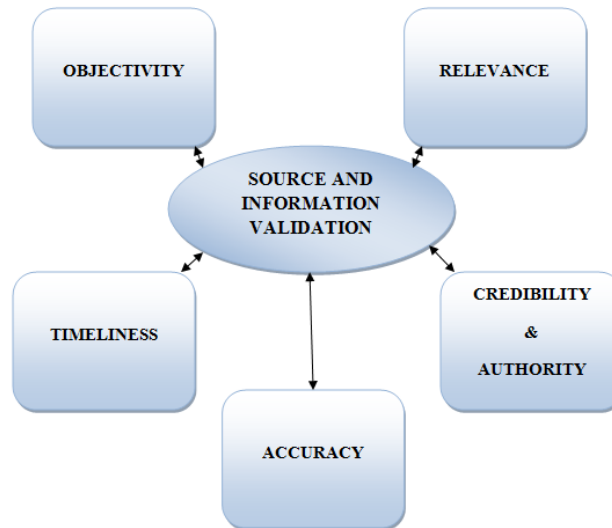 OBJECTIVITY
RELEVANCE
SOURCE AND
INFORMATION
VALIDATION
TIMELINESS
CREDIBILITY
&
AUTHORITY
ACCURACY